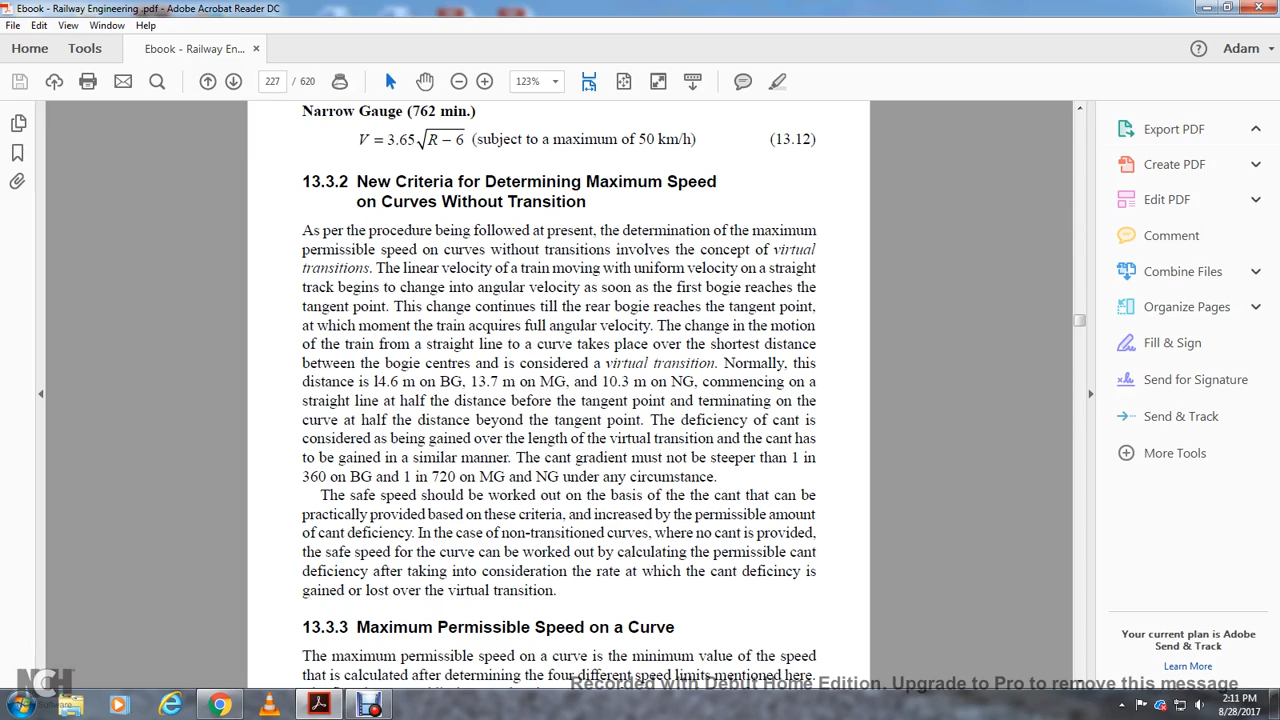 Ebook - Railway Engineering .pdf - Adobe Acrobat Reader DC
File Edit View Window Help
Home Tools Ebook - Railway En... × Adam
227 / 620 123%
Narrow Gauge (762 min.)
V = 3.65√R − 6 (subject to a maximum of 50 km/h) (13.12)
13.3.2 New Criteria for Determining Maximum Speed
on Curves Without Transition
As per the procedure being followed at present, the determination of the maximum
permissible speed on curves without transitions involves the concept of virtual
transitions. The linear velocity of a train moving with uniform velocity on a straight
track begins to change into angular velocity as soon as the first bogie reaches the
tangent point. This change continues till the rear bogie reaches the tangent point,
at which moment the train acquires full angular velocity. The change in the motion
of the train from a straight line to a curve takes place over the shortest distance
between the bogie centres and is considered a virtual transition. Normally, this
distance is l4.6 m on BG, 13.7 m on MG, and 10.3 m on NG, commencing on a
straight line at half the distance before the tangent point and terminating on the
curve at half the distance beyond the tangent point. The deficiency of cant is
considered as being gained over the length of the virtual transition and the cant has
to be gained in a similar manner. The cant gradient must not be steeper than 1 in
360 on BG and 1 in 720 on MG and NG under any circumstance.
The safe speed should be worked out on the basis of the the cant that can be
practically provided based on these criteria, and increased by the permissible amount
of cant deficiency. In the case of non-transitioned curves, where no cant is provided,
the safe speed for the curve can be worked out by calculating the permissible cant
deficiency after taking into consideration the rate at which the cant deficincy is
gained or lost over the virtual transition.
13.3.3 Maximum Permissible Speed on a Curve
The maximum permissible speed on a curve is the minimum value of the speed
that is calculated after determining the four different speed limits mentioned here.
Export PDF
Create PDF
Edit PDF
Comment
Combine Files
Organize Pages
Fill & Sign
Send for Signature
Send & Track
More Tools
Your current plan is Adobe
Send & Track
Learn More
NCH
Software
Recorded with Debut Home Edition. Upgrade to Pro to remove this message
2:11 PM
8/28/2017